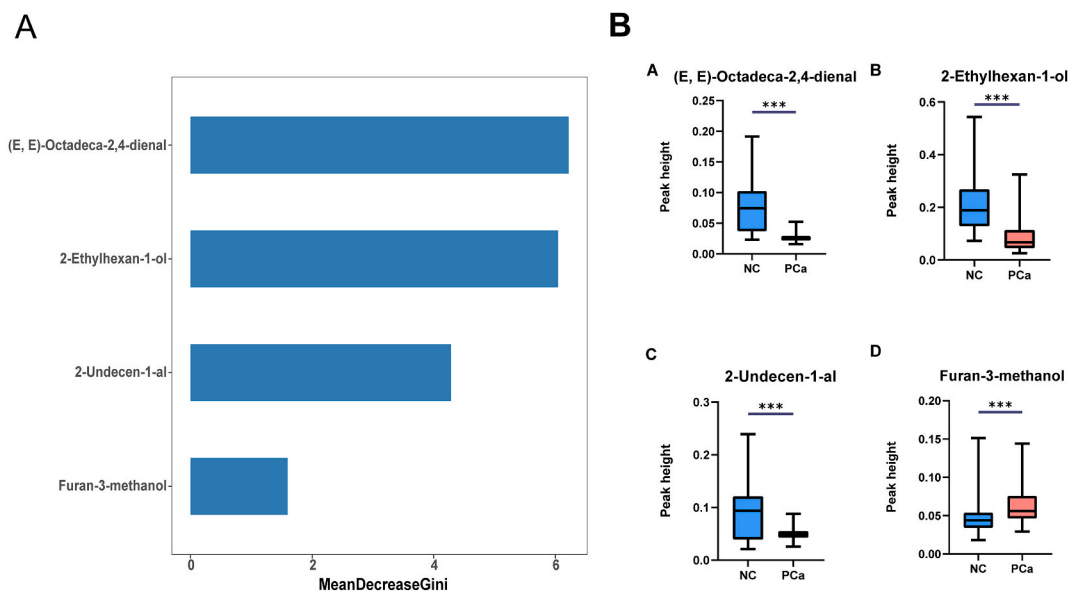 A
(E, E)-Octadeca-2,4-dienal
2-Ethylhexan-1-ol
2-Undecen-1-al
Furan-3-methanol
0 2 4 6
MeanDecreaseGini
B
A
(E, E)-Octadeca-2,4-dienal
***
Peak height
0.25
0.20
0.15
0.10
0.05
0.00
NC PCa
B
2-Ethylhexan-1-ol
***
Peak height
0.6
0.4
0.2
0.0
NC PCa
C
2-Undecen-1-al
***
Peak height
0.3
0.2
0.1
0.0
NC PCa
D
Furan-3-methanol
***
Peak height
0.20
0.15
0.10
0.05
0.00
NC PCa